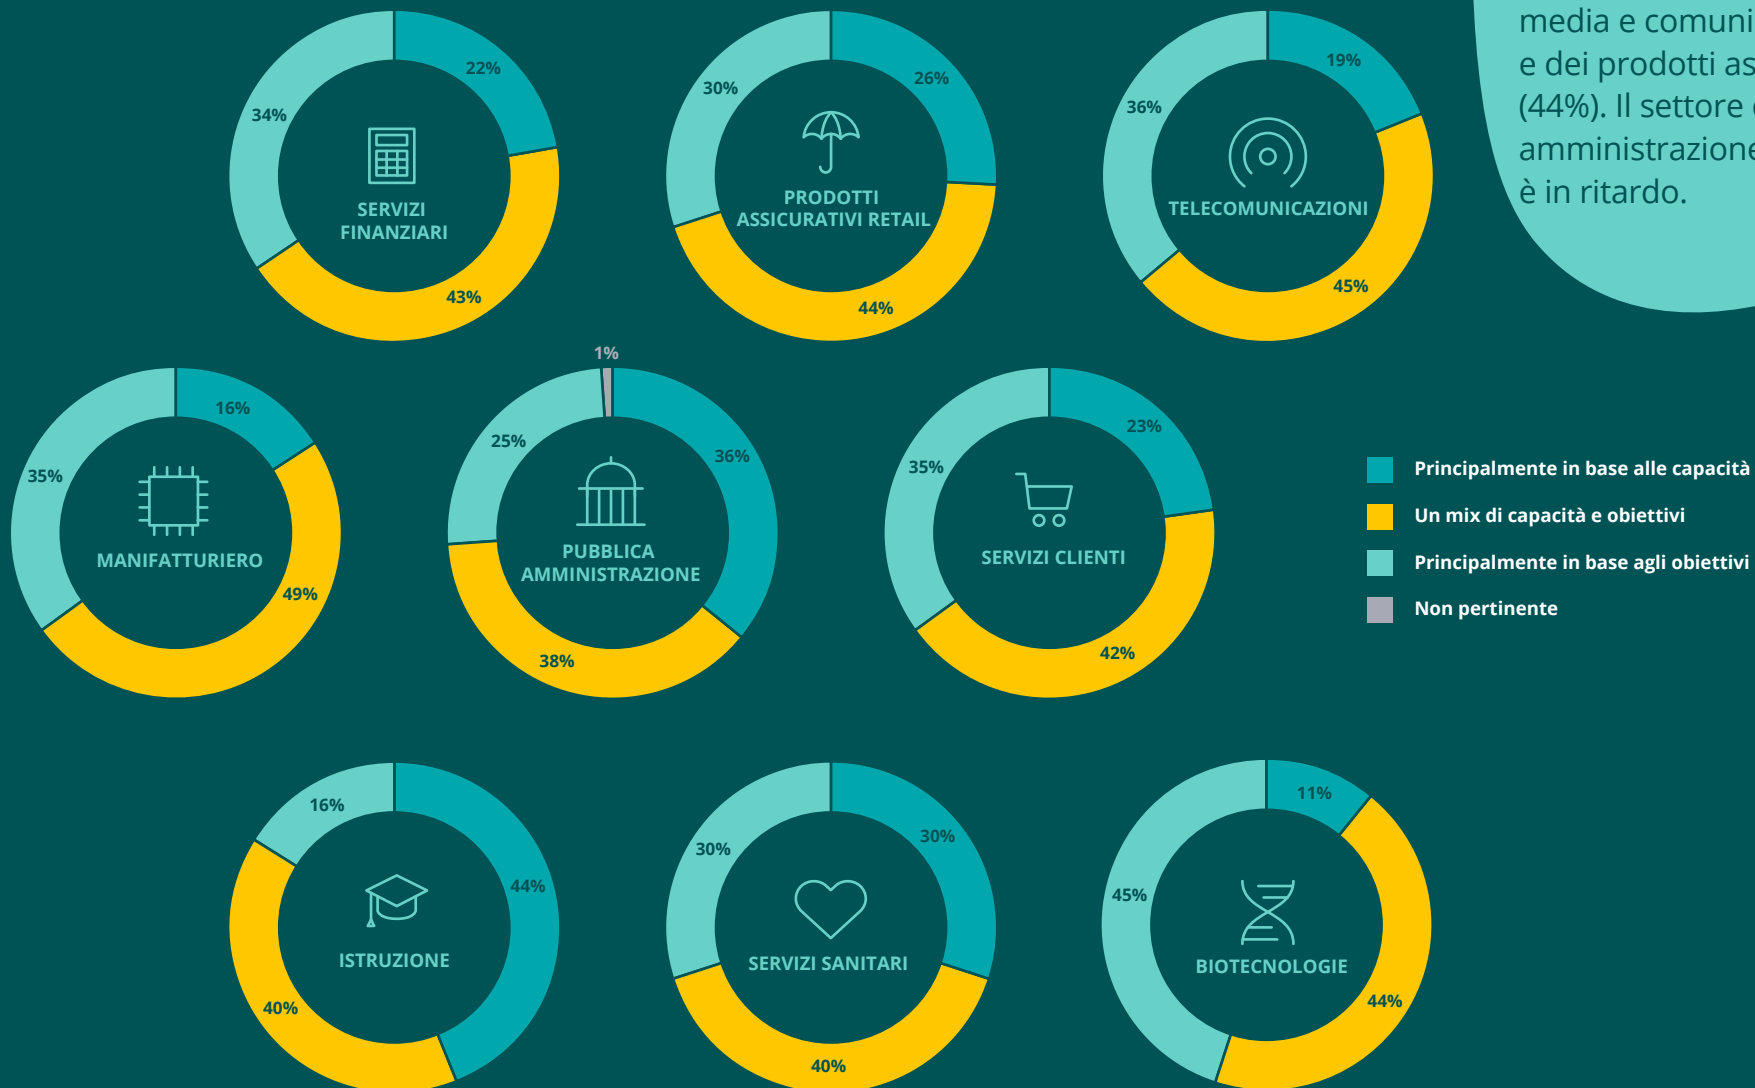 media e comuni
e dei prodotti as
(44%). Il settore
amministrazione
è in ritardo.
22%
34%
43%
SERVIZI
FINANZIARI
26%
30%
44%
PRODOTTI
ASSICURATIVI RETAIL
19%
36%
45%
TELECOMUNICAZIONI
16%
35%
49%
MANIFATTURIERO
1%
36%
25%
38%
PUBBLICA
AMMINISTRAZIONE
23%
35%
42%
SERVIZI CLIENTI
Principalmente in base alle capacità
Un mix di capacità e obiettivi
Principalmente in base agli obiettivi
Non pertinente
16%
44%
40%
ISTRUZIONE
30%
30%
40%
SERVIZI SANITARI
11%
45%
44%
BIOTECNOLOGIE